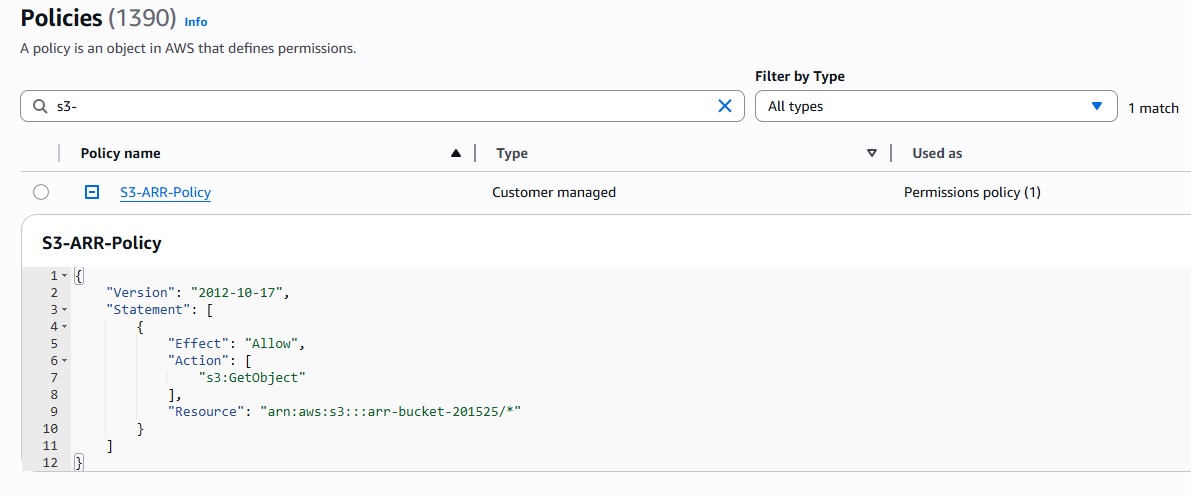 Policies (1390) Info
A policy is an object in AWS that defines permissions.
Filter by Type
s3-
All types
1 match
Policy name Type Used as
S3-ARR-Policy Customer managed Permissions policy (1)
S3-ARR-Policy
1 {
2 "Version": "2012-10-17",
3 "Statement": [
4 {
5 "Effect": "Allow",
6 "Action": [
7 "s3:GetObject"
8 ],
9 "Resource": "arn:aws:s3:::arr-bucket-201525/*"
10 }
11 ]
12 }